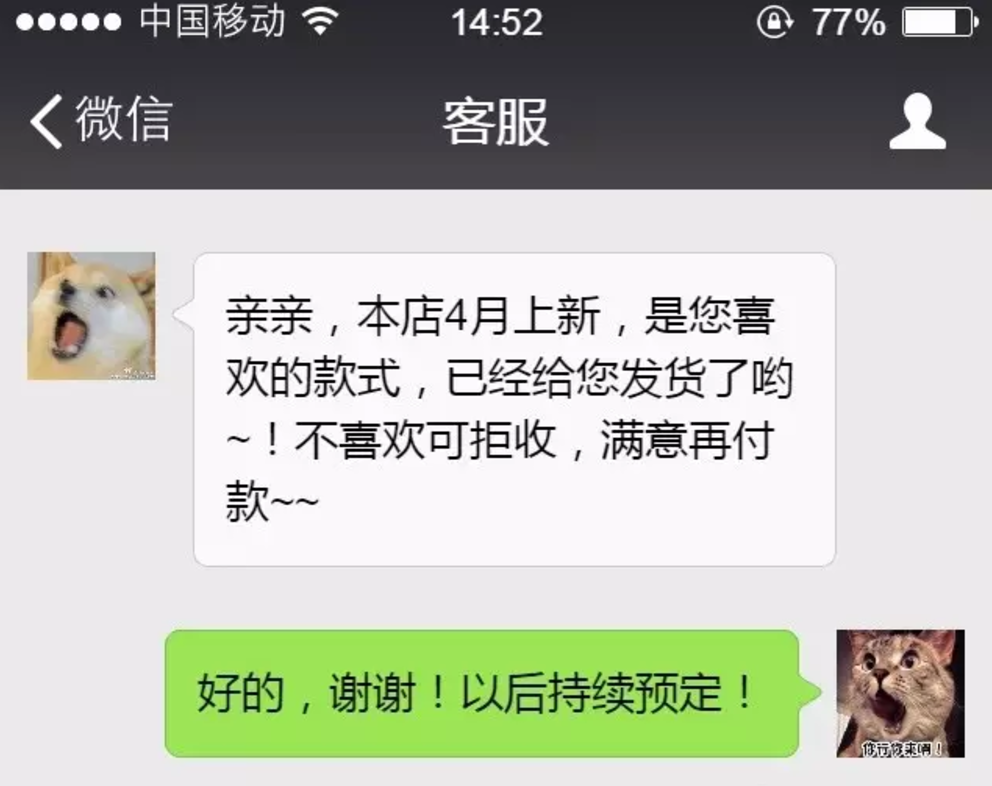 中国移动 14:52 77%
微信 客服
亲亲，本店4月上新，是您喜
欢的款式，已经给您发货了哟
~！不喜欢可拒收，满意再付
款~~
好的，谢谢！以后持续预定！
你行你来啊！